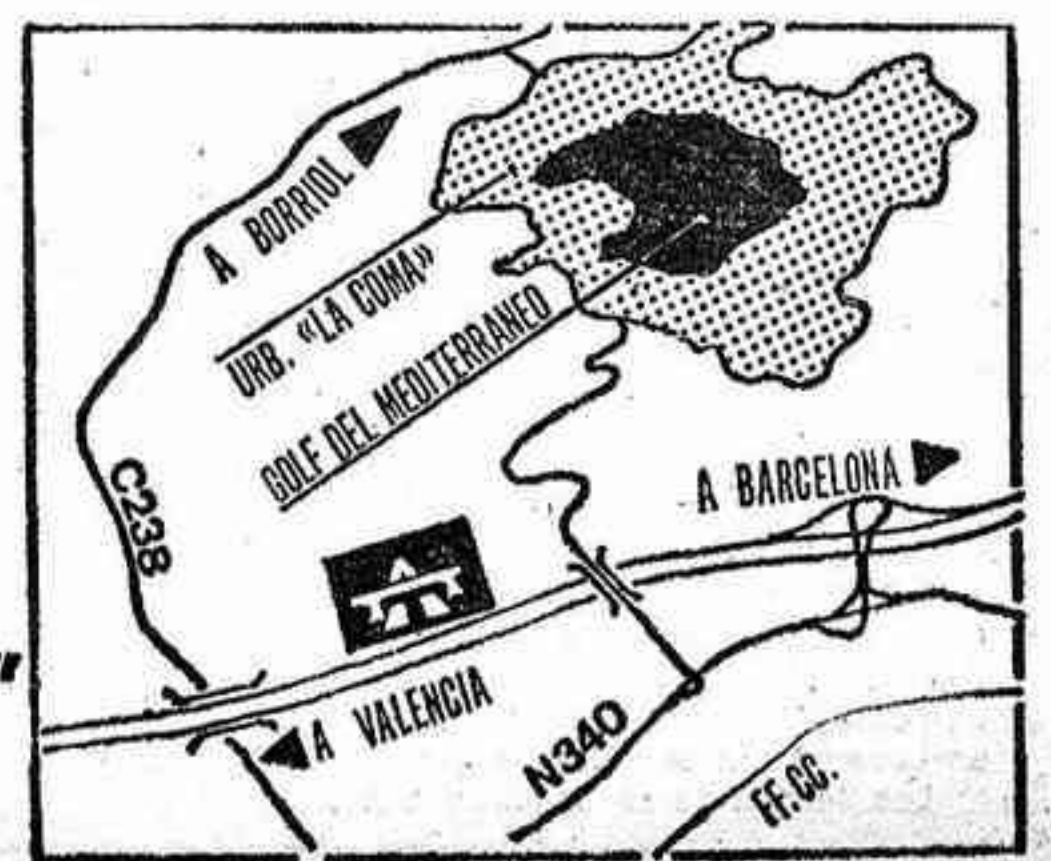 A BORRIOL
URB. «LA COMA»
GOLF DEL MEDITERRANEO
A BARCELONA
C238
A VALENCIA
N340
FF.CC.